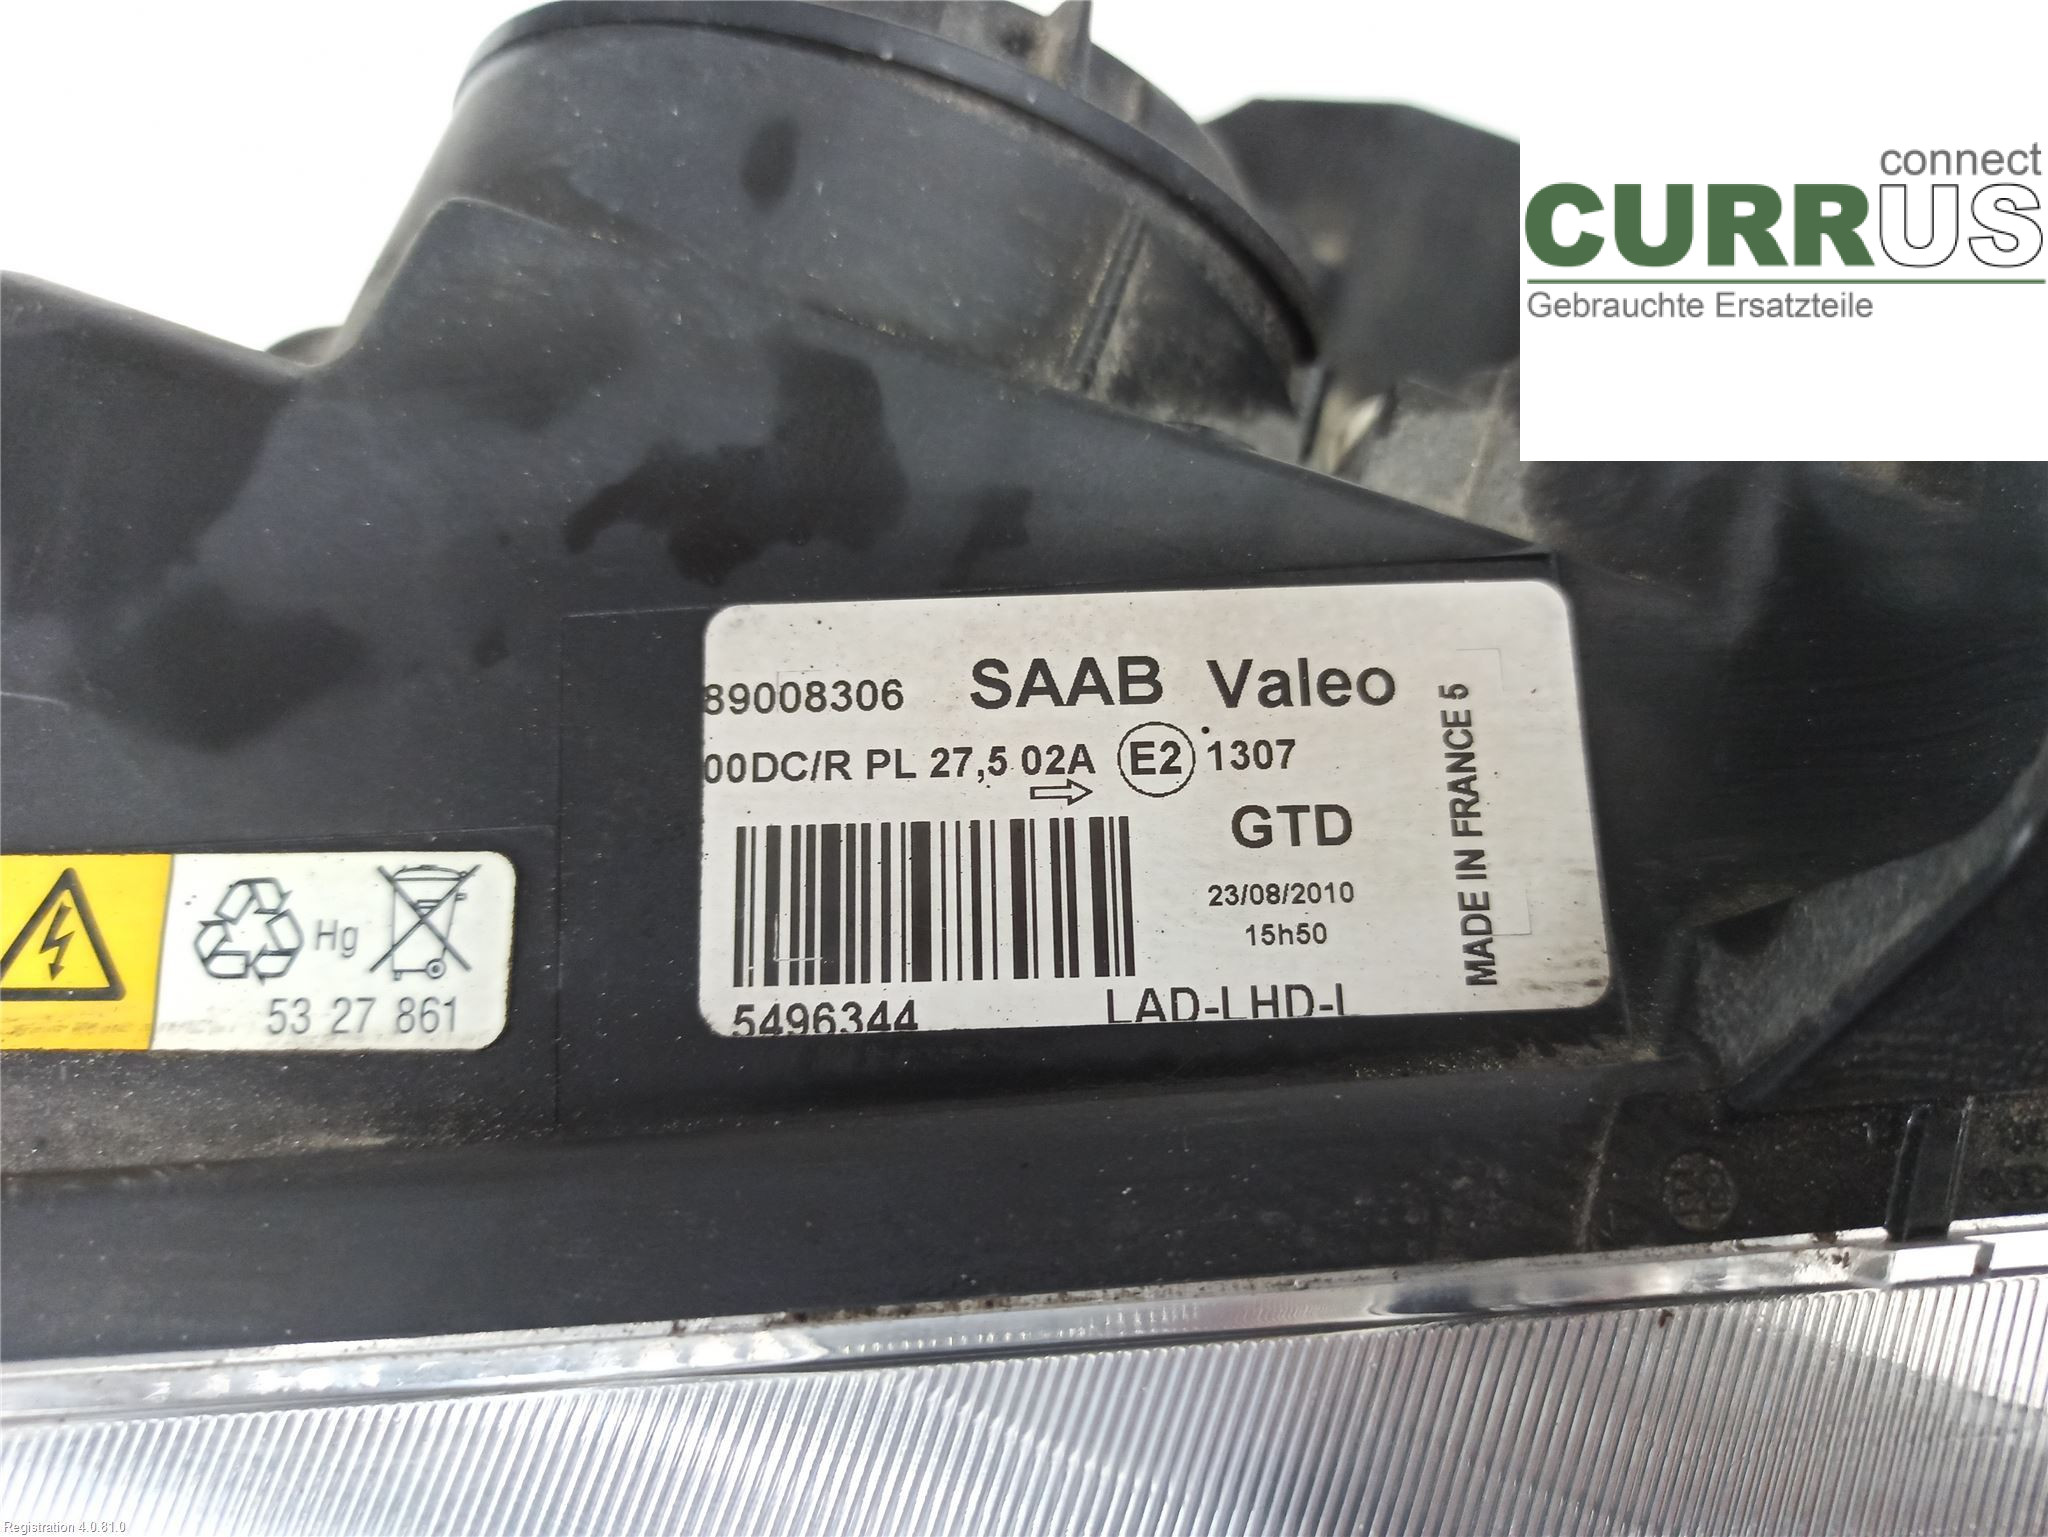 connect
CURRUS
Gebrauchte Ersatzteile
89008306 SAAB Valeo
00DC/R PL 27,5 02A E2 1307
GTD
23/08/2010
15h50
MADE IN FRANCE 5
5496344 LAD-LHD-L
Hg
53 27 861
Registration 4.0.81.0